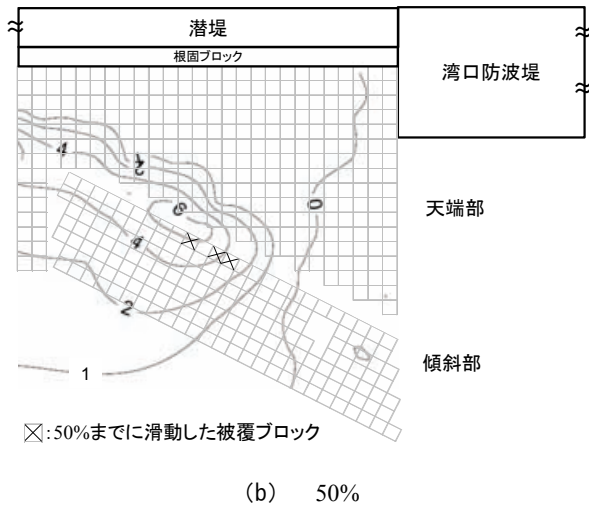 潜堤
根固ブロック
湾口防波堤
天端部
傾斜部
4
2
6
4
0
2
1
:50%までに滑動した被覆ブロック
(b) 50%